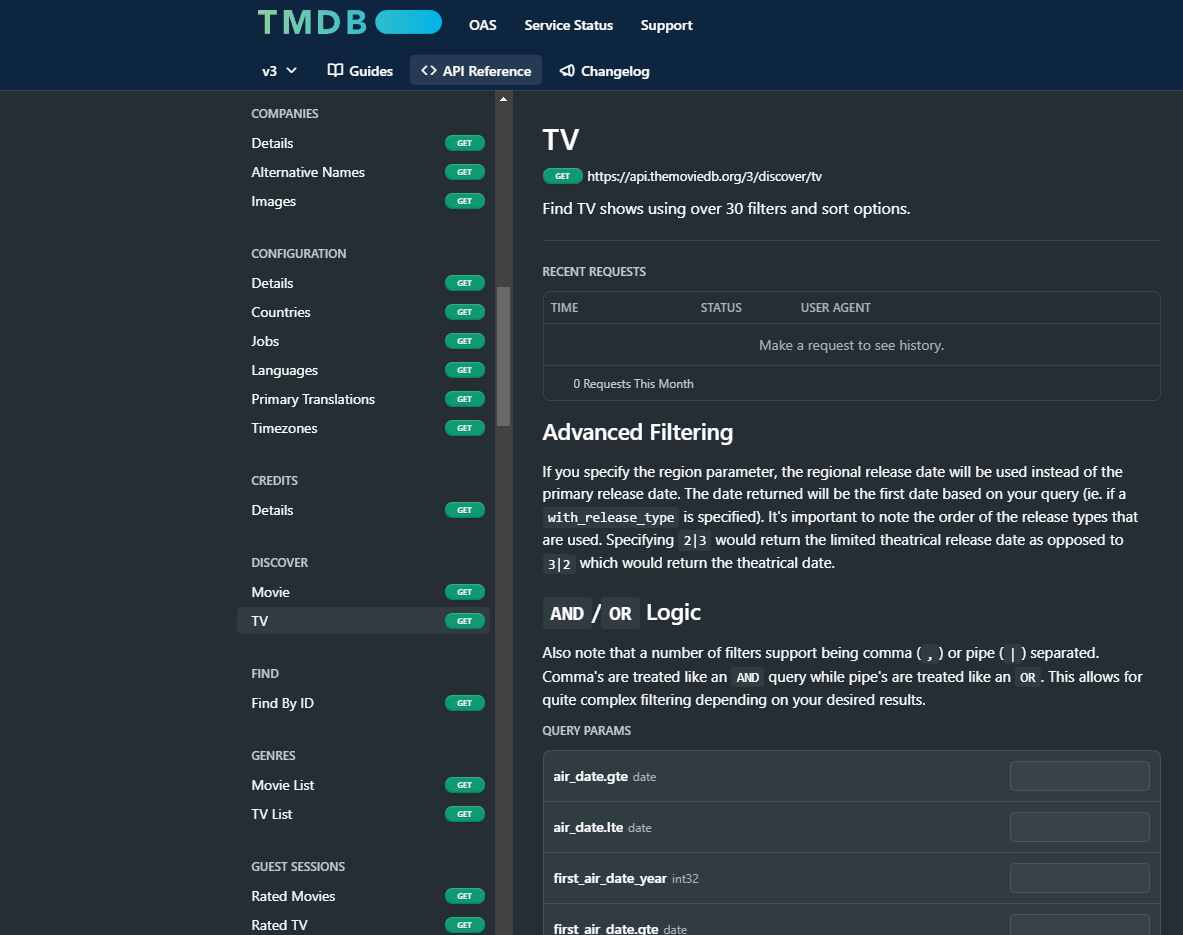 TMDB
OAS
Service Status
Support
v3
Guides
<> API Reference
Changelog
COMPANIES
Details GET
Alternative Names GET
Images GET
CONFIGURATION
Details GET
Countries GET
Jobs GET
Languages GET
Primary Translations GET
Timezones GET
CREDITS
Details GET
DISCOVER
Movie GET
TV GET
FIND
Find By ID GET
GENRES
Movie List GET
TV List GET
GUEST SESSIONS
Rated Movies GET
Rated TV GET
TV
GET https://api.themoviedb.org/3/discover/tv
Find TV shows using over 30 filters and sort options.
RECENT REQUESTS
TIME STATUS USER AGENT
Make a request to see history.
0 Requests This Month
Advanced Filtering
If you specify the region parameter, the regional release date will be used instead of the
primary release date. The date returned will be the first date based on your query (ie. if a
with_release_type is specified). It's important to note the order of the release types that
are used. Specifying 2|3 would return the limited theatrical release date as opposed to
3|2 which would return the theatrical date.
AND / OR Logic
Also note that a number of filters support being comma ( , ) or pipe ( | ) separated.
Comma's are treated like an AND query while pipe's are treated like an OR . This allows for
quite complex filtering depending on your desired results.
QUERY PARAMS
air_date.gte date
air_date.lte date
first_air_date_year int32
first_air_date.gte date